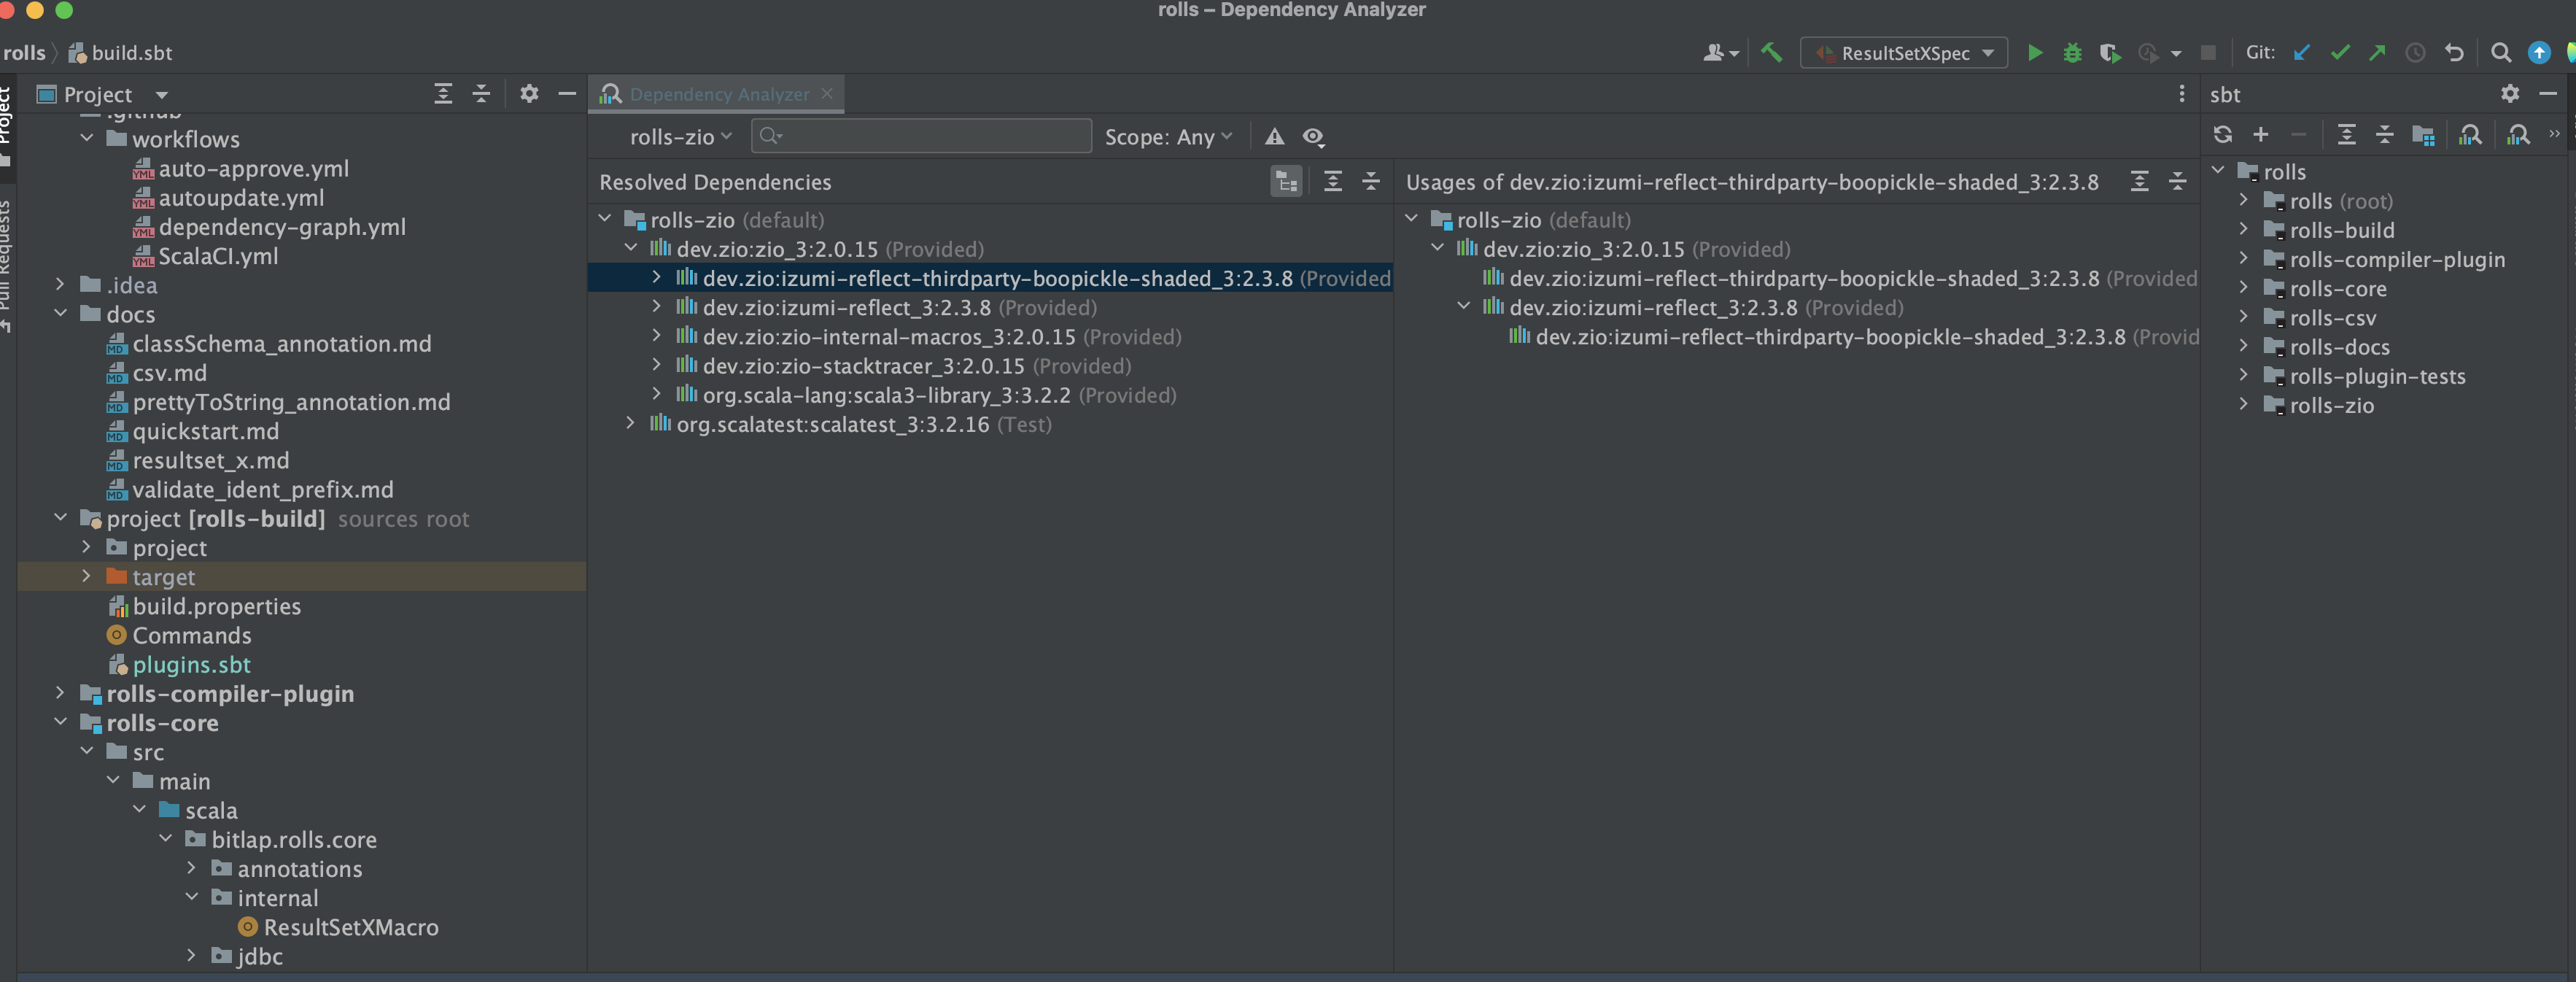 rolls – Dependency Analyzer
rolls
build.sbt
ResultSetXSpec
Git:
Project
Pull Requests
Project
.github
workflows
auto-approve.yml
autoupdate.yml
dependency-graph.yml
ScalaCI.yml
.idea
docs
classSchema_annotation.md
csv.md
prettyToString_annotation.md
quickstart.md
resultset_x.md
validate_ident_prefix.md
project [rolls-build] sources root
project
target
build.properties
Commands
plugins.sbt
rolls-compiler-plugin
rolls-core
src
main
scala
bitlap.rolls.core
annotations
internal
ResultSetXMacro
jdbc
Dependency Analyzer
rolls-zio
Scope: Any
Resolved Dependencies
rolls-zio (default)
dev.zio:zio_3:2.0.15 (Provided)
dev.zio:izumi-reflect-thirdparty-boopickle-shaded_3:2.3.8 (Provided
dev.zio:izumi-reflect_3:2.3.8 (Provided)
dev.zio:zio-internal-macros_3:2.0.15 (Provided)
dev.zio:zio-stacktracer_3:2.0.15 (Provided)
org.scala-lang:scala3-library_3:3.2.2 (Provided)
org.scalatest:scalatest_3:3.2.16 (Test)
Usages of dev.zio:izumi-reflect-thirdparty-boopickle-shaded_3:2.3.8
rolls-zio (default)
dev.zio:zio_3:2.0.15 (Provided)
dev.zio:izumi-reflect-thirdparty-boopickle-shaded_3:2.3.8 (Provided
dev.zio:izumi-reflect_3:2.3.8 (Provided)
dev.zio:izumi-reflect-thirdparty-boopickle-shaded_3:2.3.8 (Provid
sbt
rolls
rolls (root)
rolls-build
rolls-compiler-plugin
rolls-core
rolls-csv
rolls-docs
rolls-plugin-tests
rolls-zio